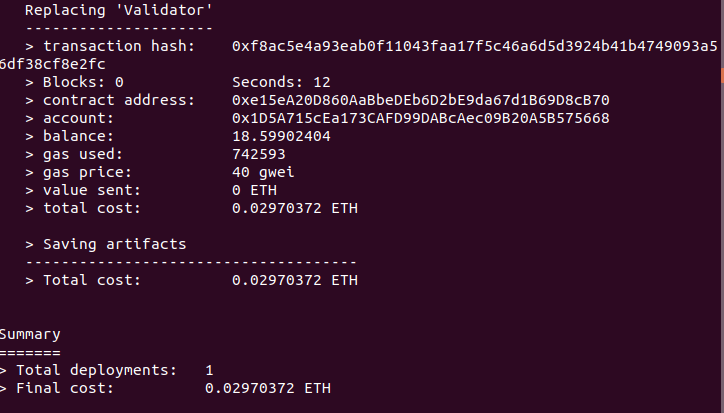 Replacing 'Validator'
---------------------
> transaction hash:    0xf8ac5e4a93eab0f11043faa17f5c46a6d5d3924b41b4749093a5
6df38cf8e2fc
> Blocks: 0            Seconds: 12
> contract address:    0xe15eA20D860AaBbeDEb6D2bE9da67d1B69D8cB70
> account:             0x1D5A715cEa173CAFD99DABcAec09B20A5B575668
> balance:             18.59902404
> gas used:            742593
> gas price:           40 gwei
> value sent:          0 ETH
> total cost:          0.02970372 ETH
> Saving artifacts
-------------------------------------
> Total cost:          0.02970372 ETH
Summary
=======
> Total deployments:   1
> Final cost:          0.02970372 ETH